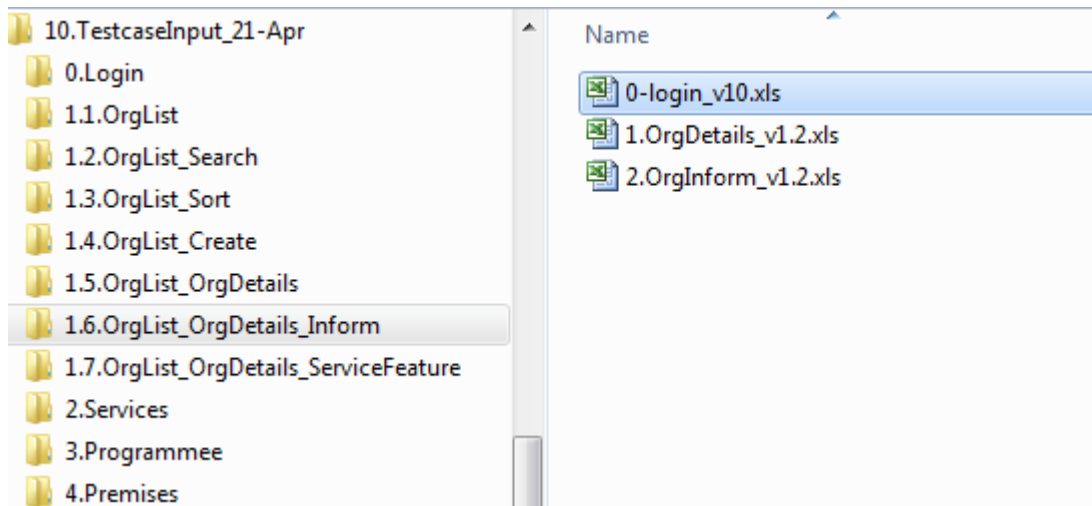 10.TestcaseInput_21-Apr
0.Login
1.1.OrgList
1.2.OrgList_Search
1.3.OrgList_Sort
1.4.OrgList_Create
1.5.OrgList_OrgDetails
1.6.OrgList_OrgDetails_Inform
1.7.OrgList_OrgDetails_ServiceFeature
2.Services
3.Programmee
4.Premises
Name
0-login_v10.xls
1.OrgDetails_v1.2.xls
2.OrgInform_v1.2.xls